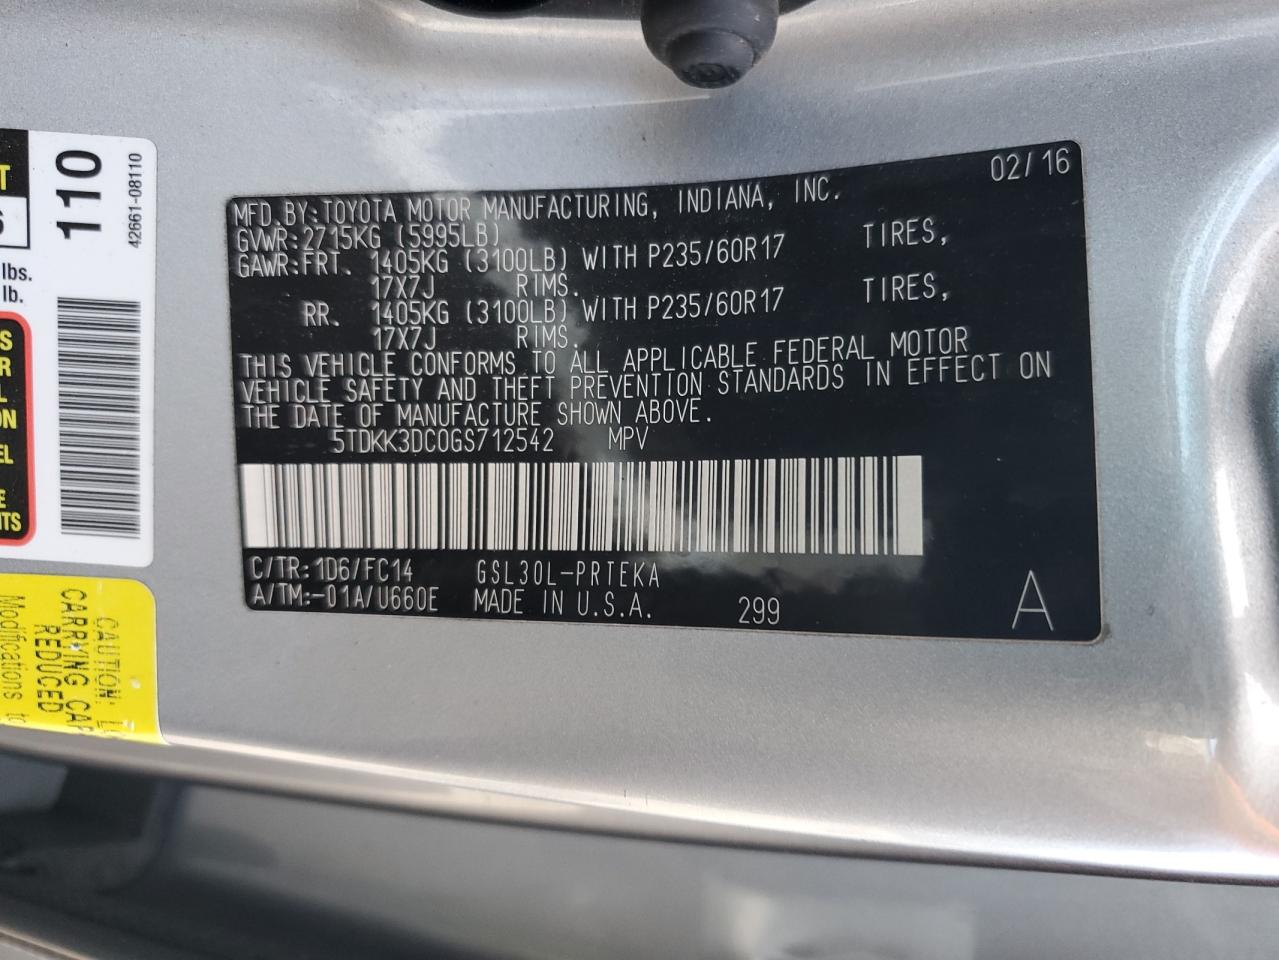 02/16
MFD.BY:TOYOTA MOTOR MANUFACTURING, INDIANA, INC.
GVWR:2715KG (5995LB)
GAWR:FRT. 1405KG (3100LB) WITH P235/60R17 TIRES,
17X7J RIMS.
RR. 1405KG (3100LB) WITH P235/60R17 TIRES,
17X7J RIMS.
THIS VEHICLE CONFORMS TO ALL APPLICABLE FEDERAL MOTOR
VEHICLE SAFETY AND THEFT PREVENTION STANDARDS IN EFFECT ON
THE DATE OF MANUFACTURE SHOWN ABOVE.
5TDKK3DC0GS712542 MPV
C/TR:1D6/FC14 GSL30L-PRTEKA
A/TM:-01A/U660E MADE IN U.S.A. 299 A
110
42661-08110
lbs.
lb.
CAUTION:
CARRYING CAP
REDUCED
Modifications to